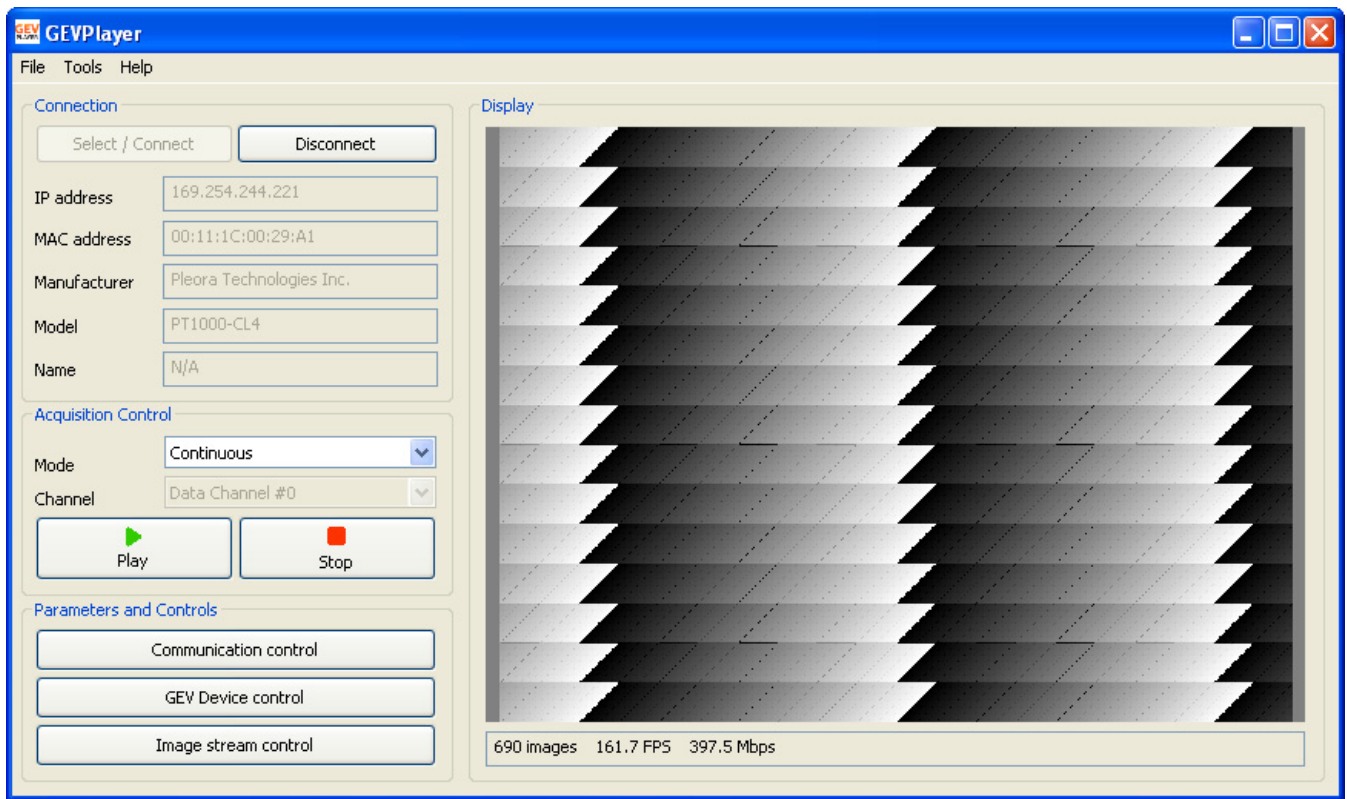 GEV
PLAYER
GEVPlayer
File Tools Help
Connection
Select / Connect
Disconnect
IP address
169.254.244.221
MAC address
00:11:1C:00:29:A1
Manufacturer
Pleora Technologies Inc.
Model
PT1000-CL4
Name
N/A
Acquisition Control
Mode
Continuous
Channel
Data Channel #0
Play
Stop
Parameters and Controls
Communication control
GEV Device control
Image stream control
Display
690 images 161.7 FPS 397.5 Mbps